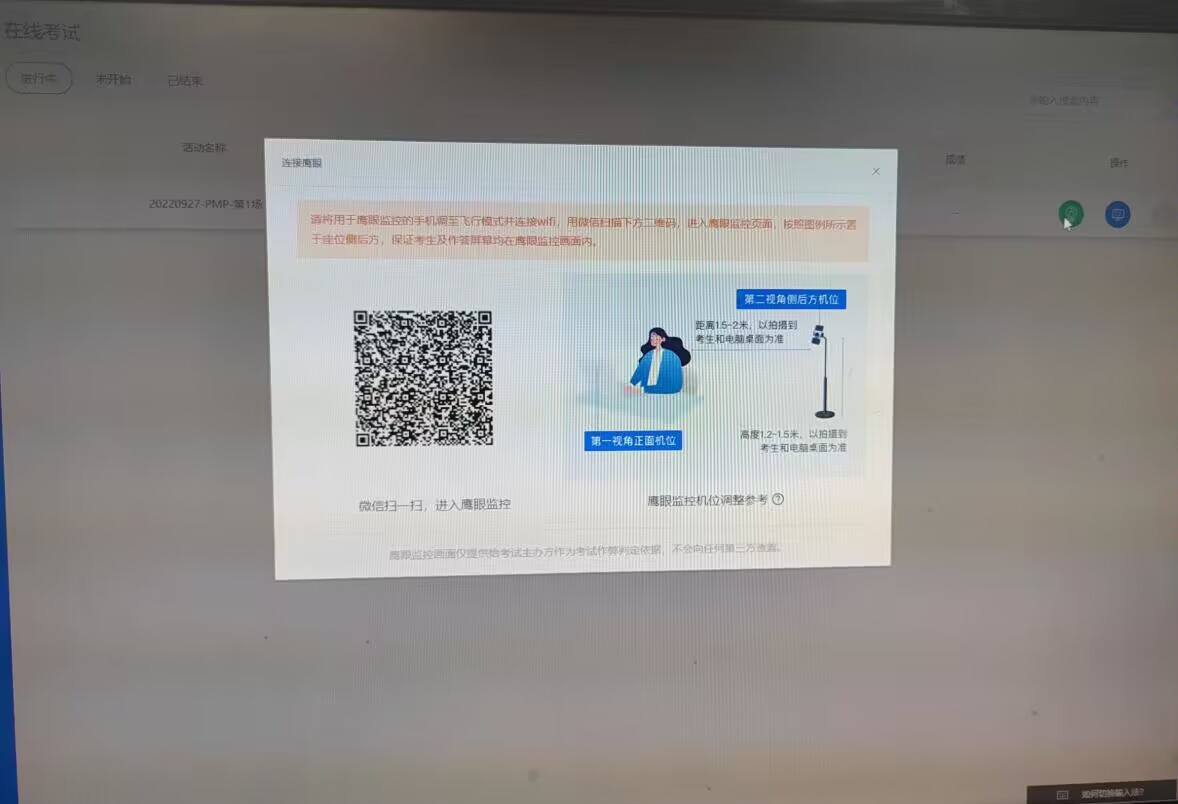 在线考试
进行中 未开始 已结束
请输入搜索内容
活动名称 成绩 操作
20220927-PMP-第1场
连接鹰眼
请将用于鹰眼监控的手机调至飞行模式并连接wifi，用微信扫描下方二维码，进入鹰眼监控页面，按照图例所示置
于座位侧后方，保证考生及作答屏幕均在鹰眼监控画面内。
第二视角侧后方机位
距离1.5~2米，以拍摄到
考生和电脑桌面为准
第一视角正面机位
高度1.2~1.5米，以拍摄到
考生和电脑桌面为准
微信扫一扫，进入鹰眼监控
鹰眼监控机位调整参考
鹰眼监控画面仅提供给考试主办方作为考试作弊判定依据，不会向任何第三方透露。
如何切换输入法?